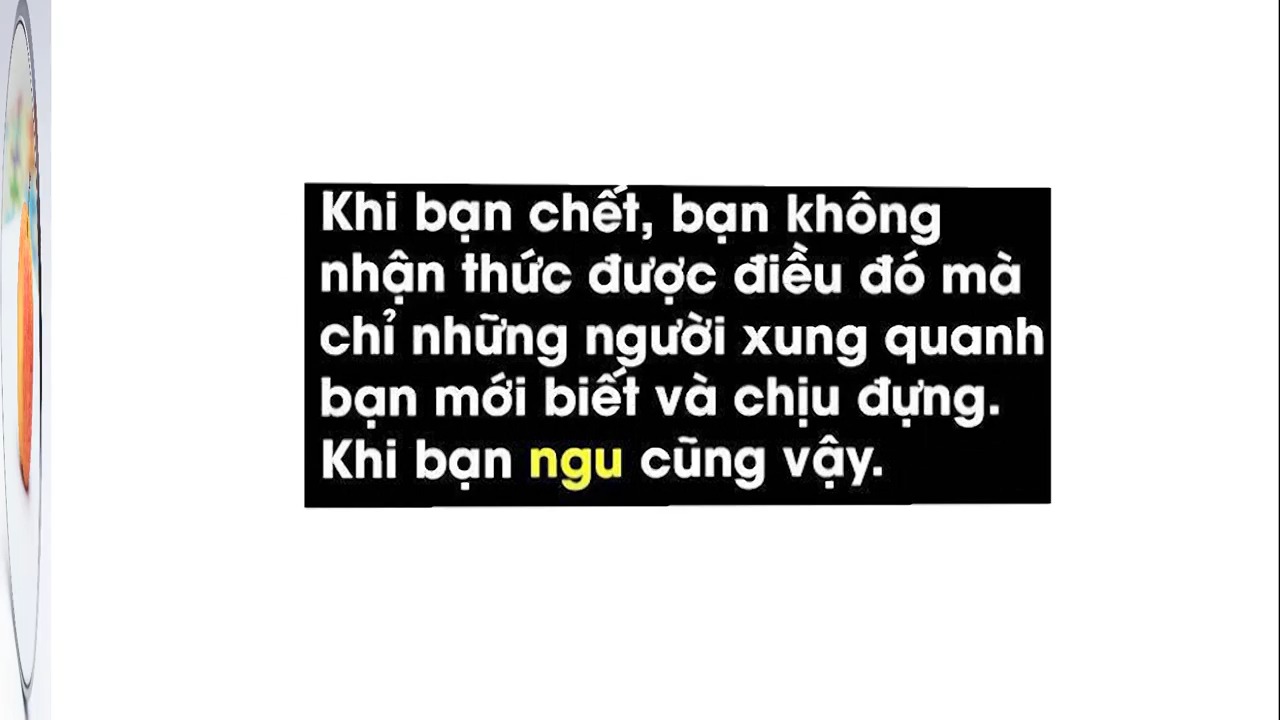 Khi bạn chết, bạn không
nhận thức được điều đó mà
chỉ những người xung quanh
bạn mới biết và chịu đựng.
Khi bạn ngu cũng vậy.